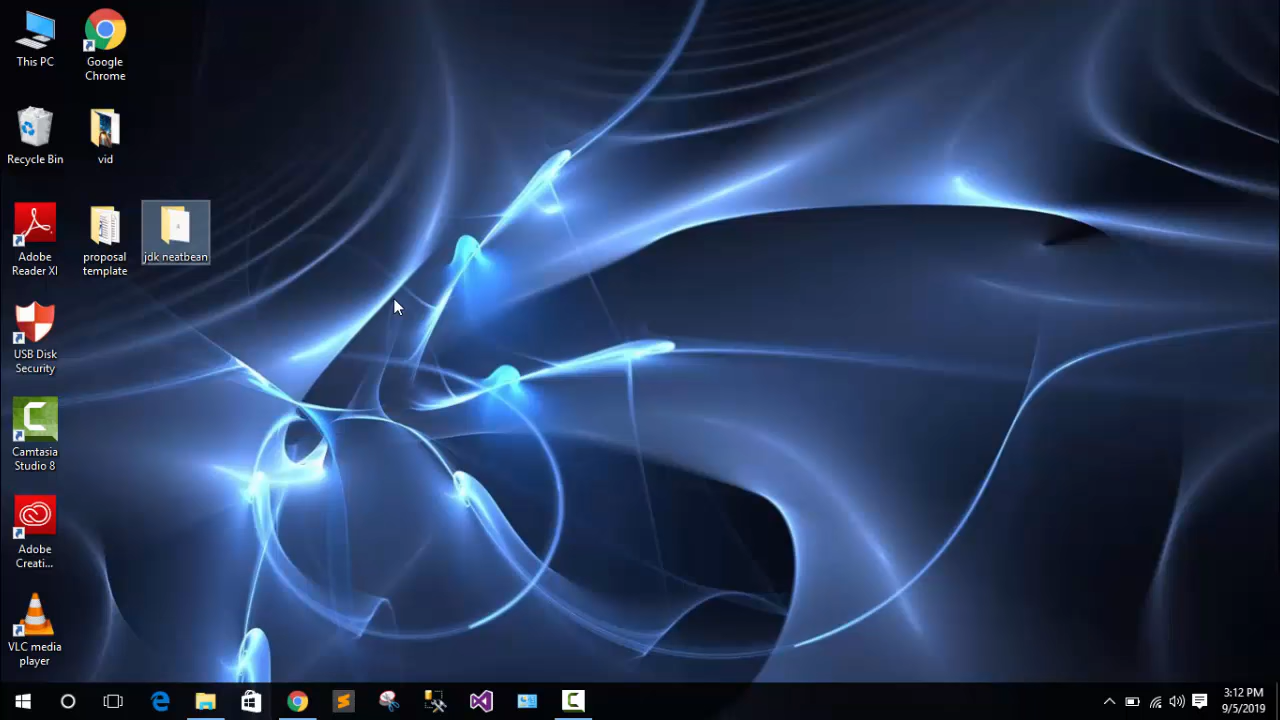 This PC
Google
Chrome
Recycle Bin
vid
Adobe
Reader XI
proposal
template
jdk neatbean
USB Disk
Security
Camtasia
Studio 8
Adobe
Creati...
VLC media
player
3:12 PM
9/5/2019